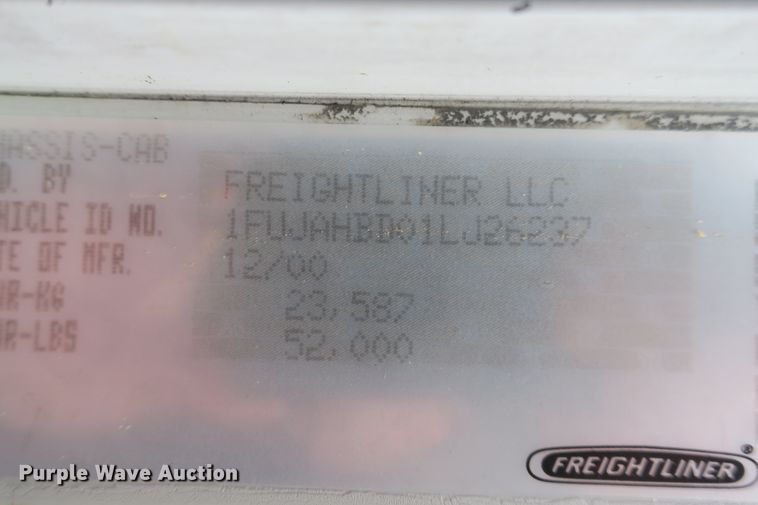 HASSIS-CAB
D. BY FREIGHTLINER LLC
HICLE ID NO. 1FUJAHBD01LJ26237
TE OF MFR. 12/00
WR-KG 23,587
WR-LBS 52,000
FREIGHTLINER®
Purple Wave Auction